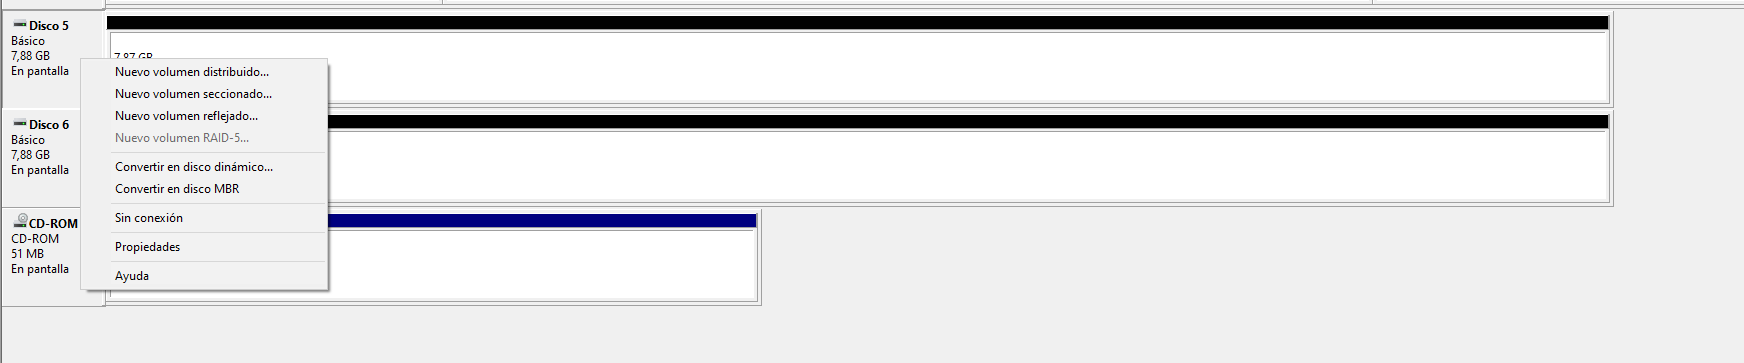 Disco 5
Básico
7,88 GB
En pantalla
7,87 GB
Nuevo volumen distribuido...
Nuevo volumen seccionado...
Nuevo volumen reflejado...
Nuevo volumen RAID-5...
Convertir en disco dinámico...
Convertir en disco MBR
Sin conexión
Propiedades
Ayuda
Disco 6
Básico
7,88 GB
En pantalla
CD-ROM
CD-ROM
51 MB
En pantalla